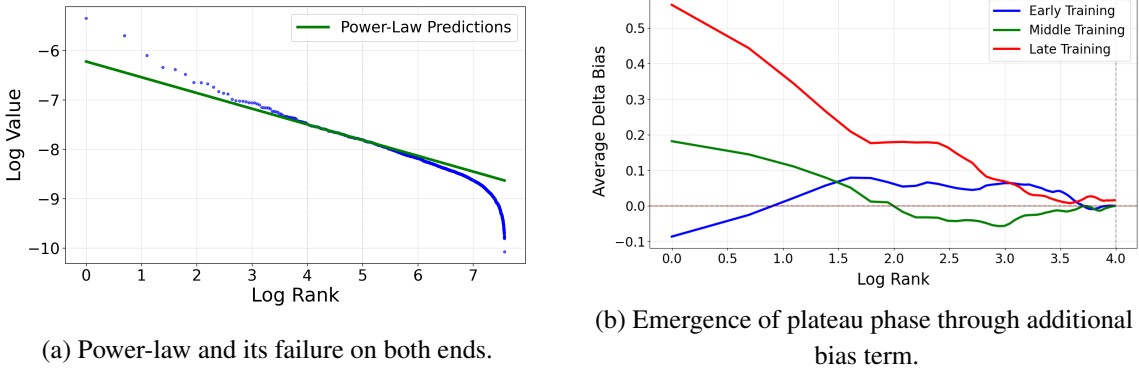 Power-Law Predictions
Log Value
−6
−7
−8
−9
−10
0 1 2 3 4 5 6 7
Log Rank
(a) Power-law and its failure on both ends.
Early Training
Middle Training
Late Training
Average Delta Bias
0.5
0.4
0.3
0.2
0.1
0.0
−0.1
0.0 0.5 1.0 1.5 2.0 2.5 3.0 3.5 4.0
Log Rank
(b) Emergence of plateau phase through additional
bias term.